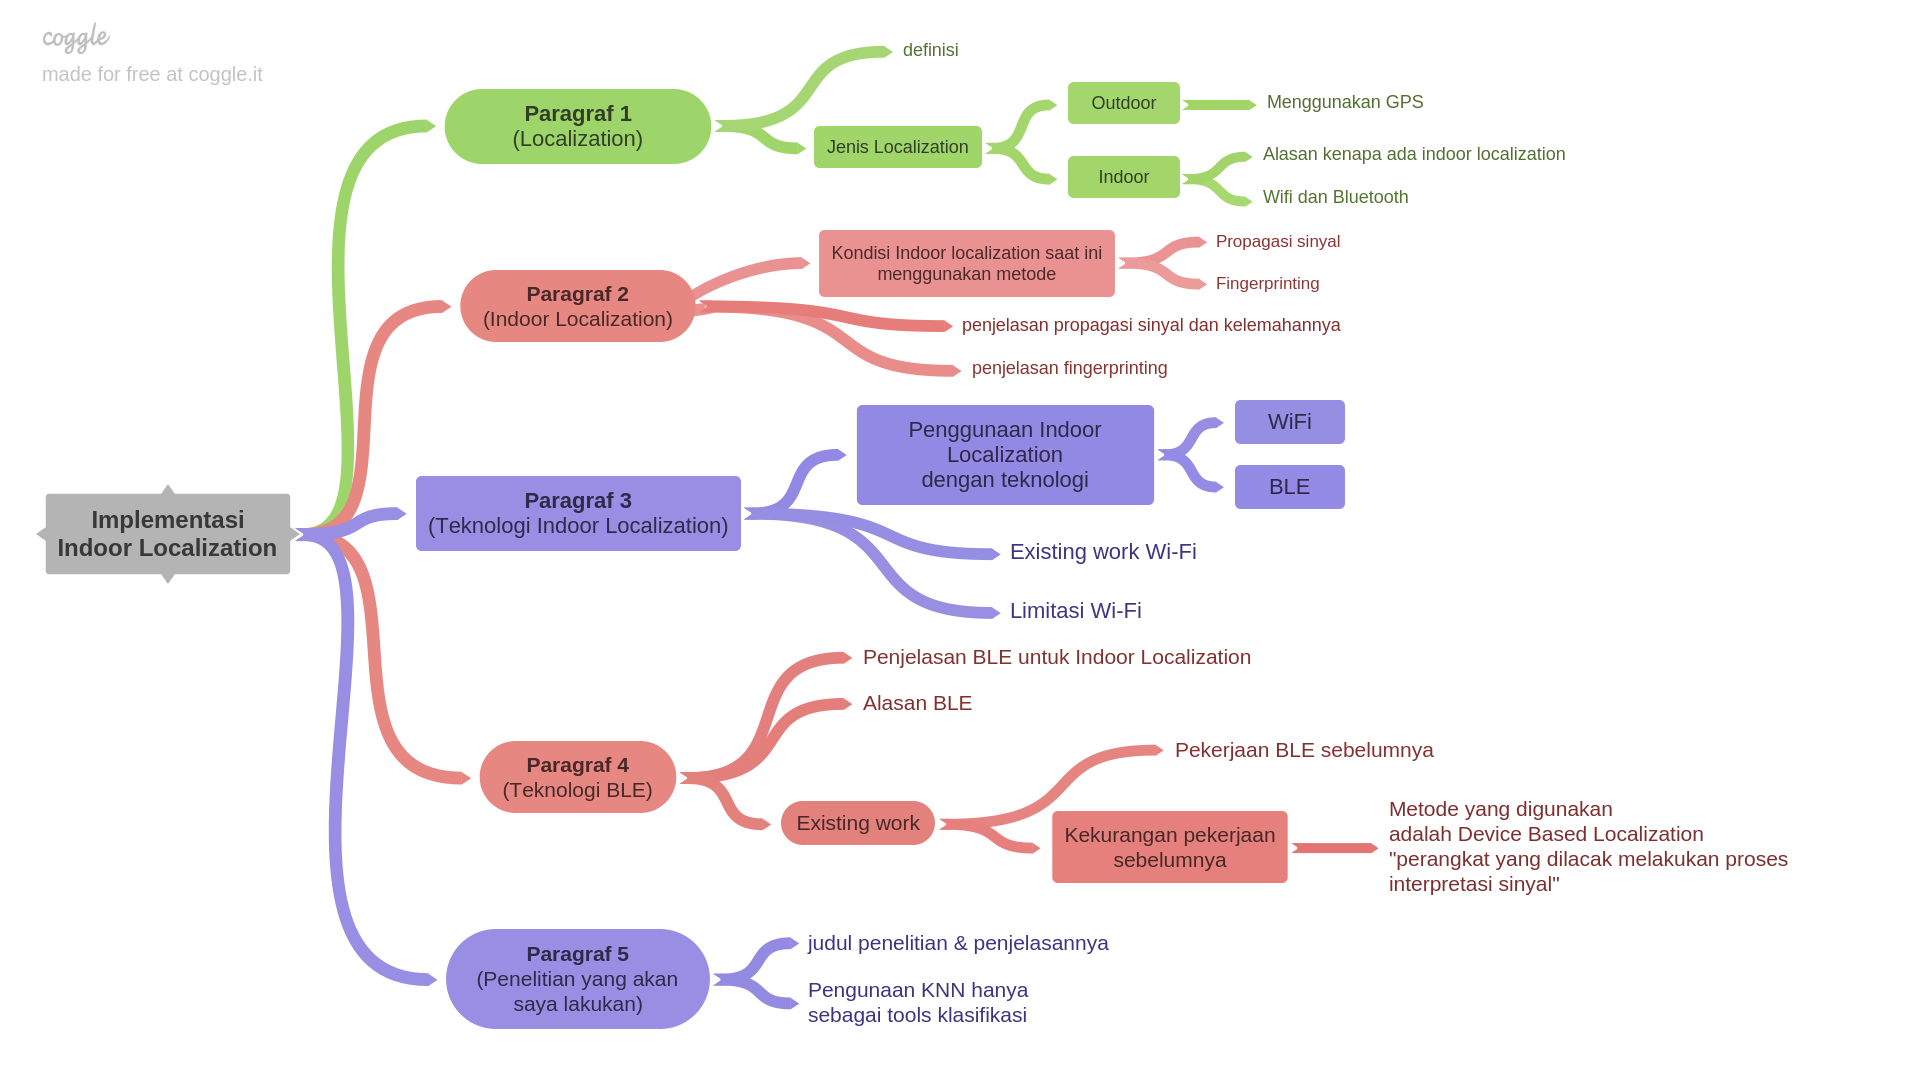 coggle
made for free at coggle.it
Implementasi
Indoor Localization
Paragraf 1
(Localization)
definisi
Jenis Localization
Outdoor
Menggunakan GPS
Indoor
Alasan kenapa ada indoor localization
Wifi dan Bluetooth
Paragraf 2
(Indoor Localization)
Kondisi Indoor localization saat ini
menggunakan metode
Propagasi sinyal
Fingerprinting
penjelasan propagasi sinyal dan kelemahannya
penjelasan fingerprinting
Paragraf 3
(Teknologi Indoor Localization)
Penggunaan Indoor
Localization
dengan teknologi
WiFi
BLE
Existing work Wi-Fi
Limitasi Wi-Fi
Paragraf 4
(Teknologi BLE)
Penjelasan BLE untuk Indoor Localization
Alasan BLE
Existing work
Pekerjaan BLE sebelumnya
Kekurangan pekerjaan
sebelumnya
Metode yang digunakan
adalah Device Based Localization
"perangkat yang dilacak melakukan proses
interpretasi sinyal"
Paragraf 5
(Penelitian yang akan
saya lakukan)
judul penelitian & penjelasannya
Pengunaan KNN hanya
sebagai tools klasifikasi